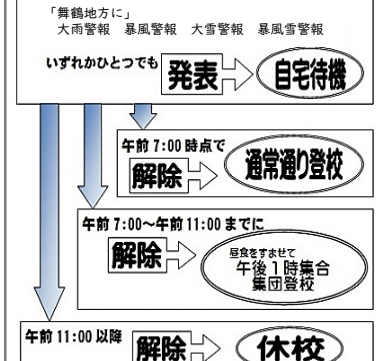 「舞鶴地方に」
大雨警報　暴風警報　大雪警報　暴風雪警報
いずれかひとつでも 発表 自宅待機
午前7:00時点で
解除 通常通り登校
午前7:00～午前11:00までに
解除 昼食をすませて
午後1時集合
集団登校
午前11:00以降 解除 休校